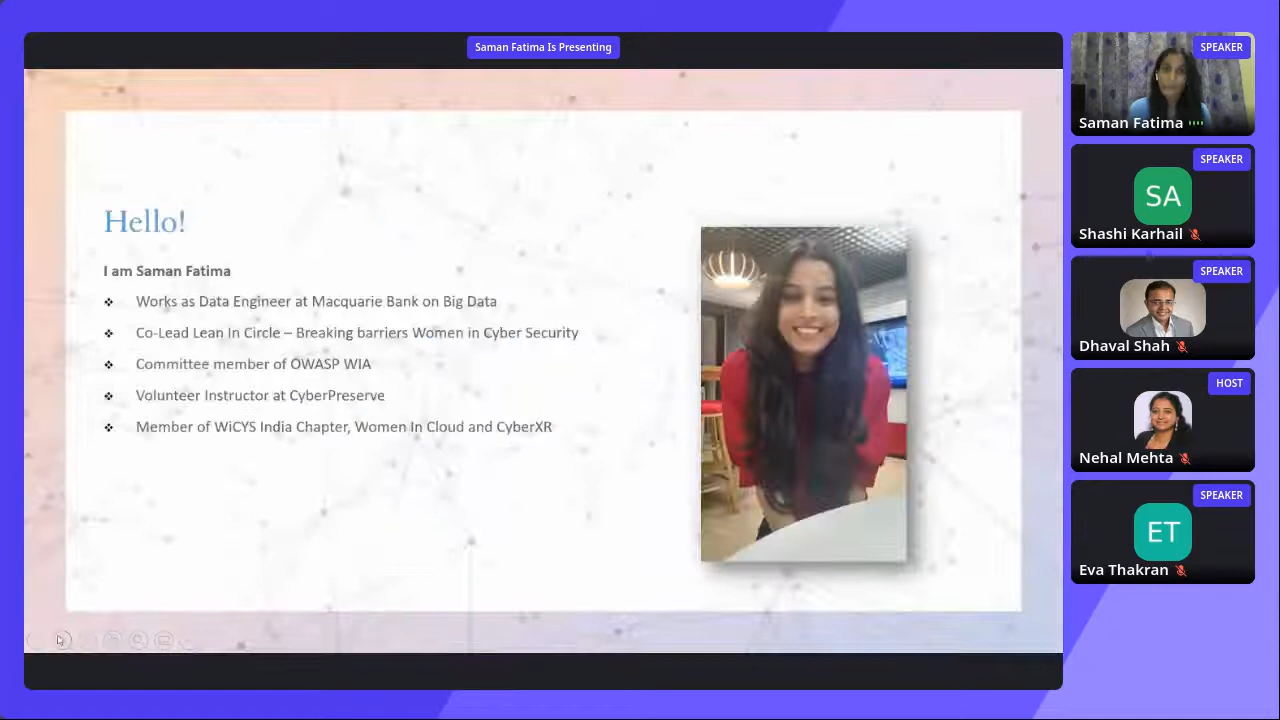 Saman Fatima Is Presenting
Hello!
I am Saman Fatima
Works as Data Engineer at Macquarie Bank on Big Data
Co-Lead Lean In Circle – Breaking barriers Women in Cyber Security
Committee member of OWASP WIA
Volunteer Instructor at CyberPreserve
Member of WiCYS India Chapter, Women In Cloud and CyberXR
SPEAKER
Saman Fatima
SPEAKER
SA
Shashi Karhail
SPEAKER
Dhaval Shah
HOST
Nehal Mehta
SPEAKER
ET
Eva Thakran